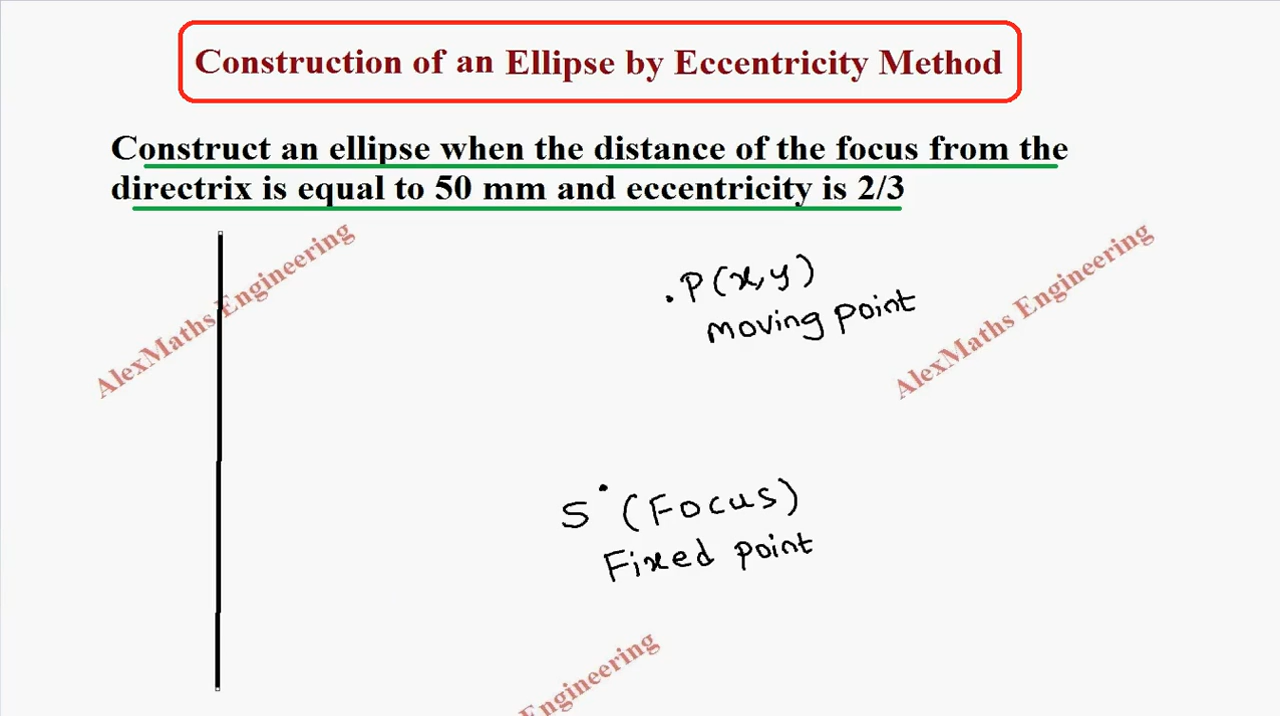 Construction of an Ellipse by Eccentricity Method
Construct an ellipse when the distance of the focus from the
directrix is equal to 50 mm and eccentricity is 2/3
AlexMaths Engineering
.P(x,y)
moving point
AlexMaths Engineering
S (Focus)
Fixed point
Engineering